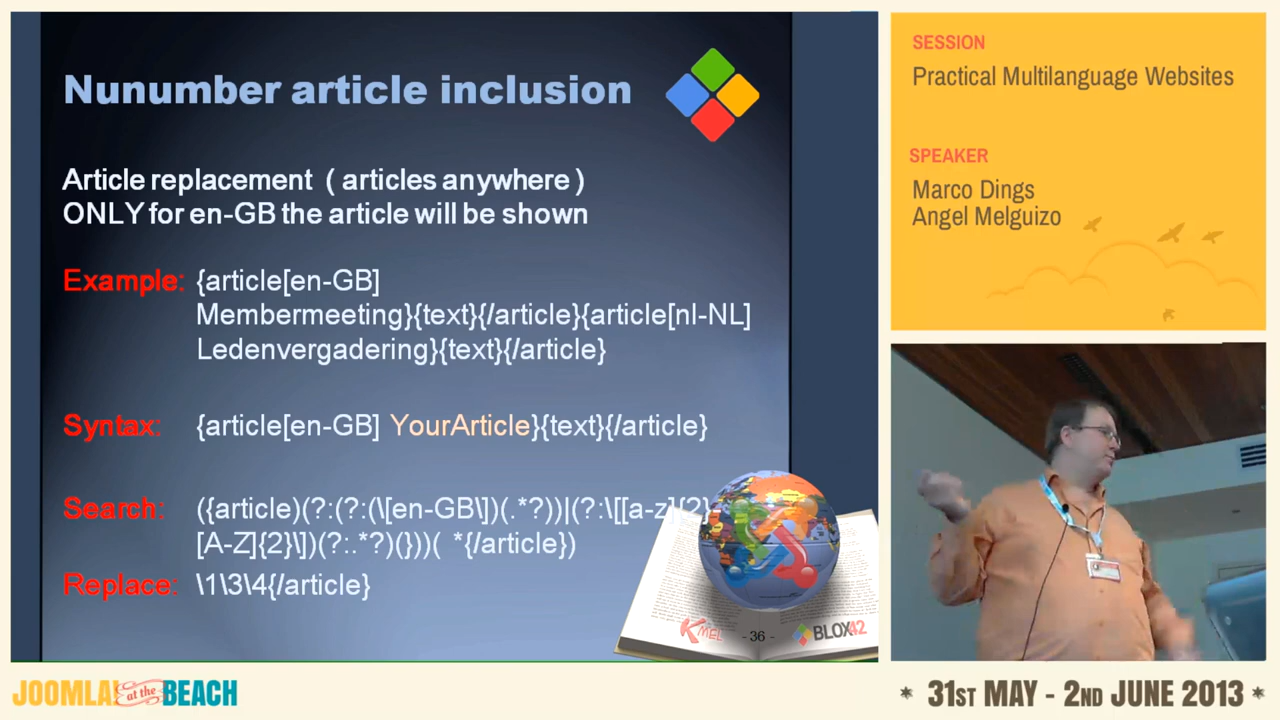 Nunumber article inclusion
Article replacement ( articles anywhere )
ONLY for en-GB the article will be shown
Example: {article[en-GB]
Membermeeting}{text}{/article}{article[nl-NL]
Ledenvergadering}{text}{/article}
Syntax: {article[en-GB] YourArticle}{text}{/article}
Search: ({article)(?:(?:(\[en-GB\])(.*?))|(?:\[[a-z]{2}-
[A-Z]{2}\])(?:.*?)(}))( *{/article})
Replace: \1\3\4{/article}
KMEL
- 36 -
BLOX42
SESSION
Practical Multilanguage Websites
SPEAKER
Marco Dings
Angel Melguizo
JOOMLA! at the BEACH
* 31ST MAY - 2ND JUNE 2013 *